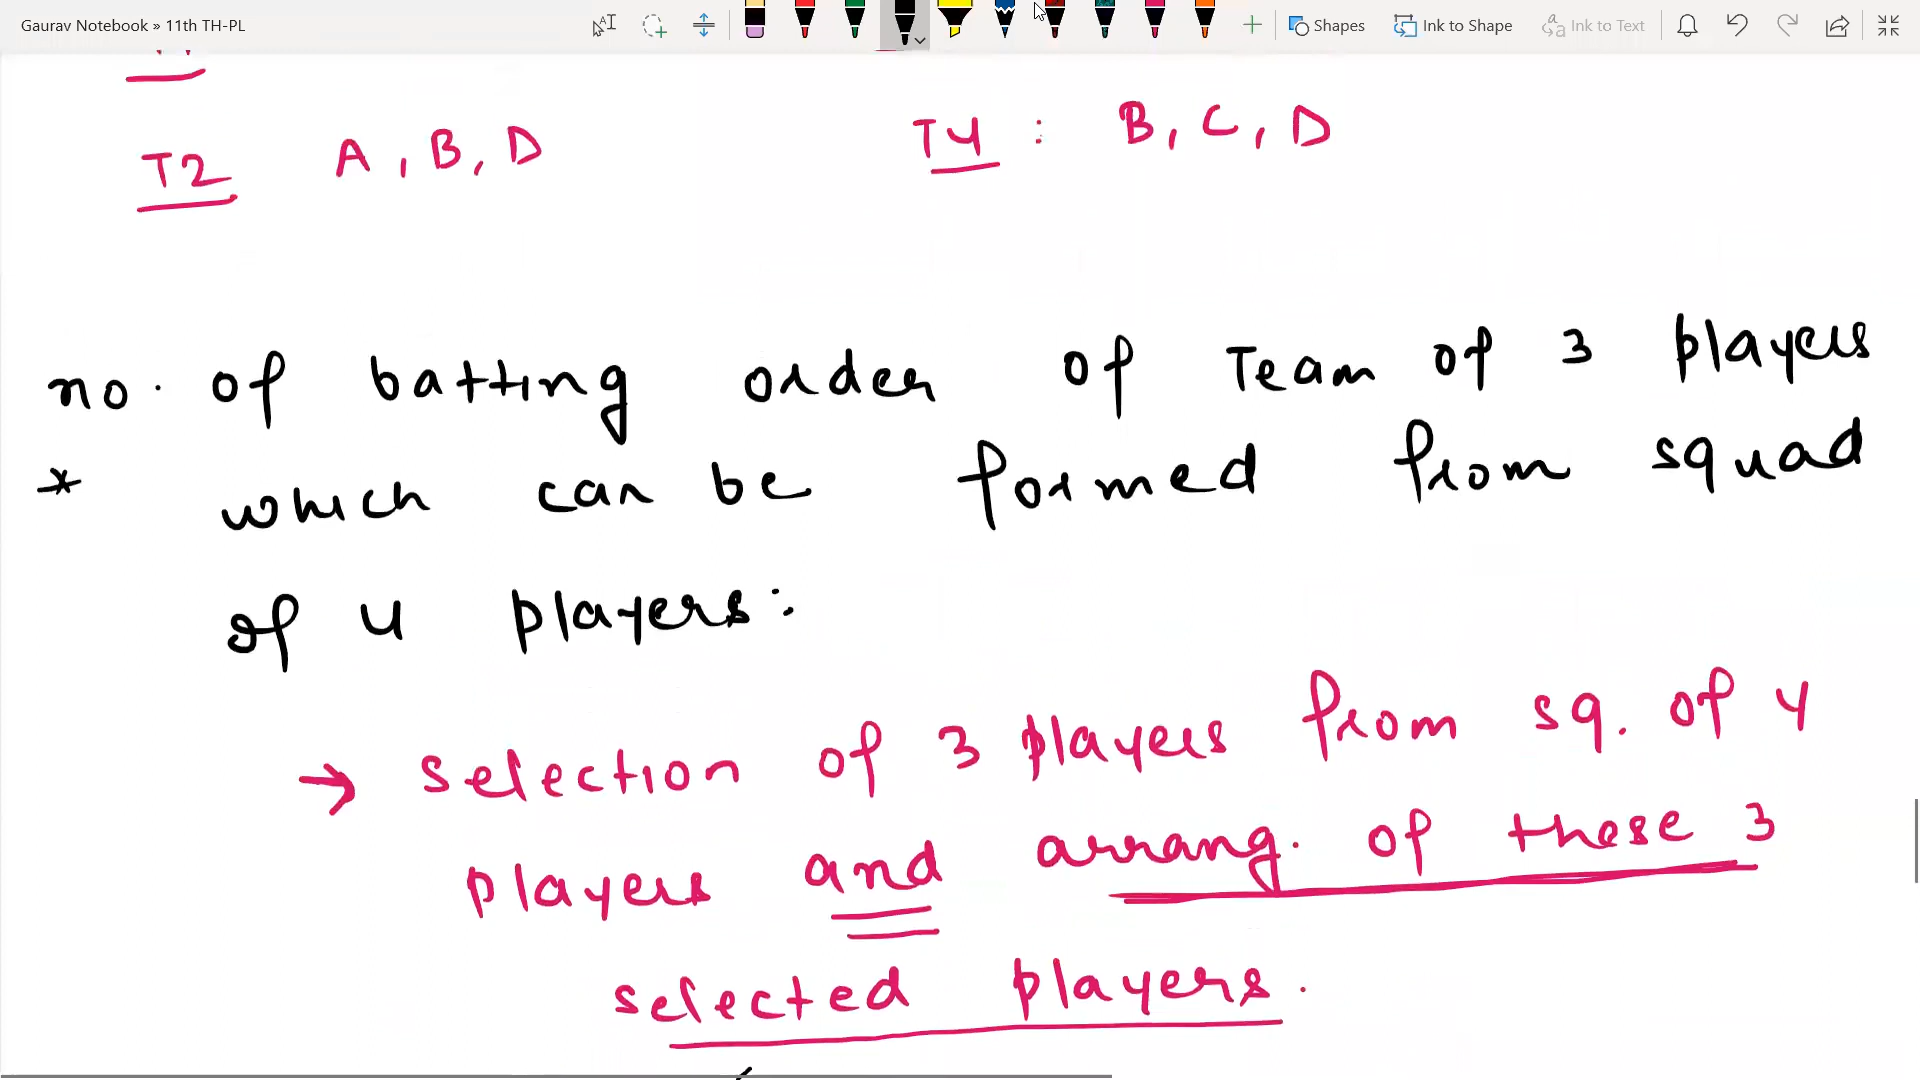 Gaurav Notebook » 11th TH-PL
Shapes
Ink to Shape
Ink to Text
T2 A, B, D
T4 : B, C, D
no. of batting order of Team of 3 players
* which can be formed from squad
of 4 players:
→ selection of 3 players from sq. of 4
players and arrang. of these 3
selected players.